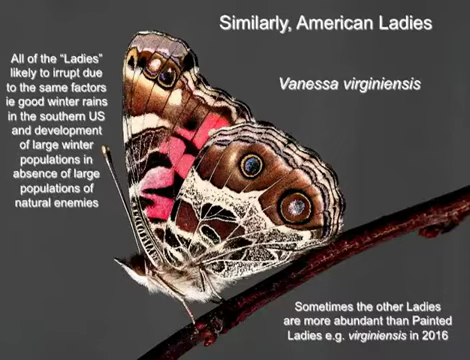 Similarly, American Ladies
Vanessa virginiensis
All of the “Ladies”
likely to irrupt due
to the same factors
ie good winter rains
in the southern US
and development
of large winter
populations in
absence of large
populations of
natural enemies
Sometimes the other Ladies
are more abundant than Painted
Ladies e.g. virginiensis in 2016